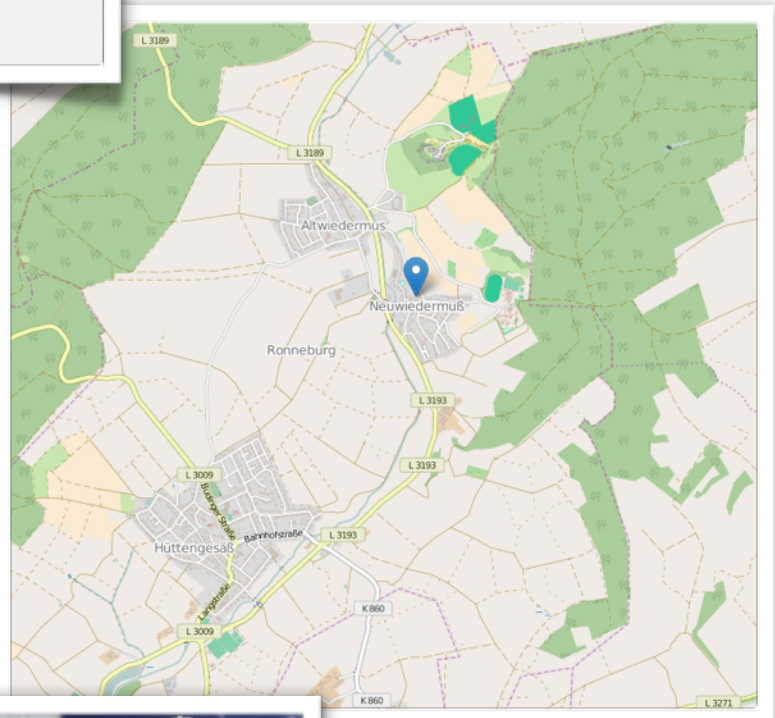 L 3189
L 3189
Altwiedermus
Neuwiedermuß
Ronneburg
L 3193
L 3193
L 3009
Büdinger Straße
Bahnhofstraße
L 3193
Hüttengesäß
Langstraße
K 860
L 3009
K 860
L 3271